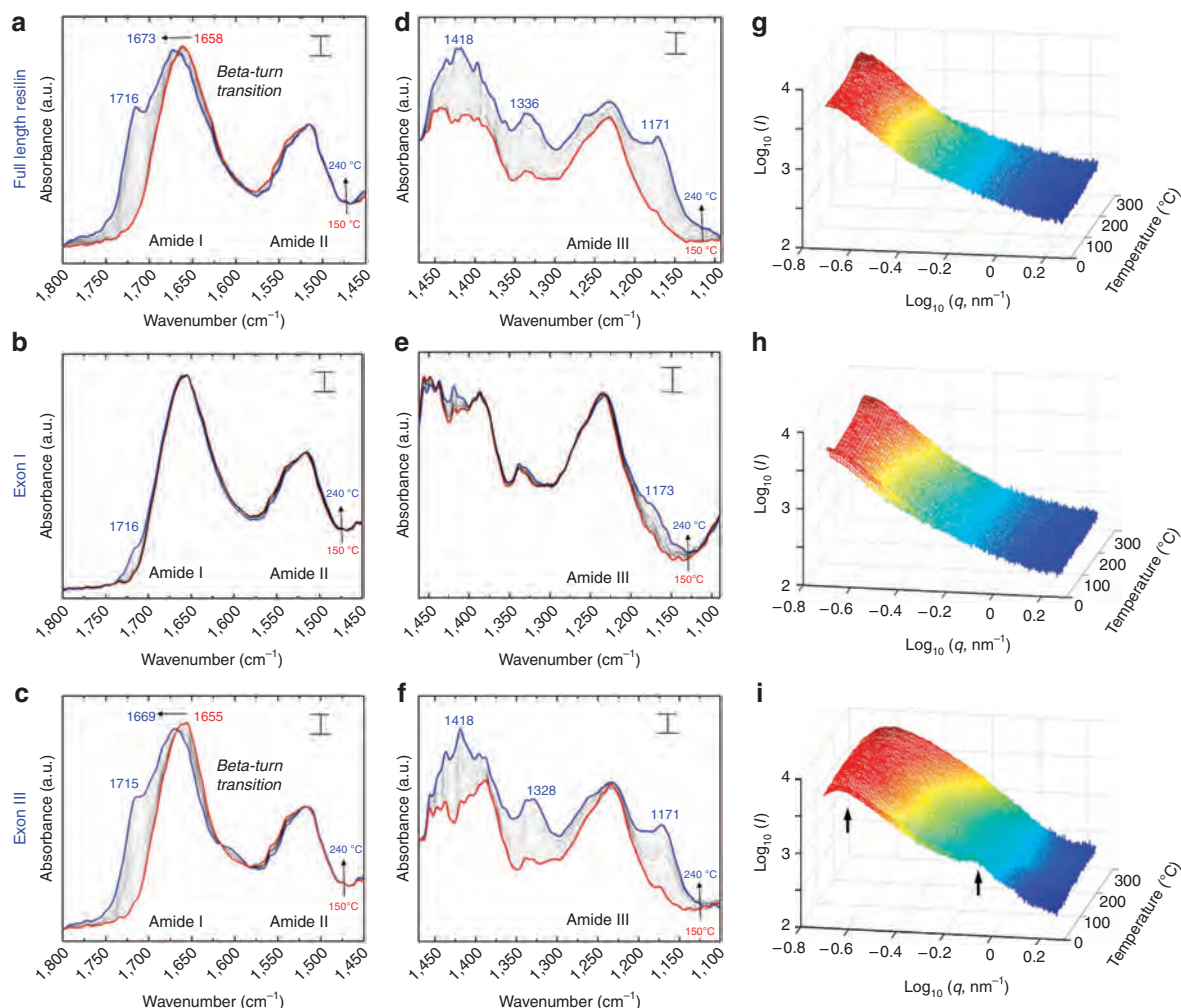 a
1673
1658
1716
Beta-turn
transition
240 °C
150 °C
Amide I
Amide II
Full length resilin
Absorbance (a.u.)
1,800
1,750
1,700
1,650
1,600
1,550
1,500
1,450
Wavenumber (cm⁻¹)
d
1418
1336
1171
240 °C
150 °C
Amide III
Absorbance (a.u.)
1,450
1,400
1,350
1,300
1,250
1,200
1,150
1,100
Wavenumber (cm⁻¹)
g
Log₁₀ (I)
4
3
2
−0.8
−0.6
−0.4
−0.2
0
0
100
200
300
Temperature (°C)
Log₁₀ (q, nm⁻¹)
b
1716
240 °C
150 °C
Amide I
Amide II
Exon I
Absorbance (a.u.)
1,800
1,750
1,700
1,650
1,600
1,550
1,500
1,450
Wavenumber (cm⁻¹)
e
1173
240 °C
150°C
Amide III
Absorbance (a.u.)
1,450
1,400
1,350
1,300
1,250
1,200
1,150
1,100
Wavenumber (cm⁻¹)
h
Log₁₀ (I)
4
3
2
−0.8
−0.6
−0.4
−0.2
0
0
100
200
300
Temperature (°C)
Log₁₀ (q, nm⁻¹)
c
1669
1655
1715
Beta-turn
transition
240 °C
150°C
Amide I
Amide II
Exon III
Absorbance (a.u.)
1,800
1,750
1,700
1,650
1,600
1,550
1,500
1,450
Wavenumber (cm⁻¹)
f
1418
1328
1171
240 °C
150°C
Amide III
Absorbance (a.u.)
1,450
1,400
1,350
1,300
1,250
1,200
1,150
1,100
Wavenumber (cm⁻¹)
i
Log₁₀ (I)
4
3
2
−0.8
−0.6
−0.4
−0.2
0
0
100
200
300
Temperature (°C)
Log₁₀ (q, nm⁻¹)